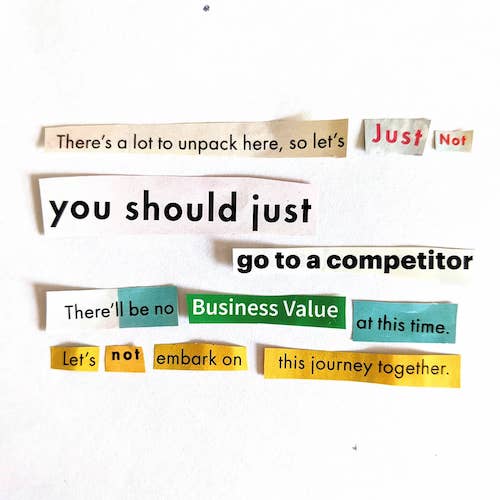 There's a lot to unpack here, so let's Just Not
you should just
go to a competitor
There'll be no Business Value at this time.
Let's not embark on this journey together.